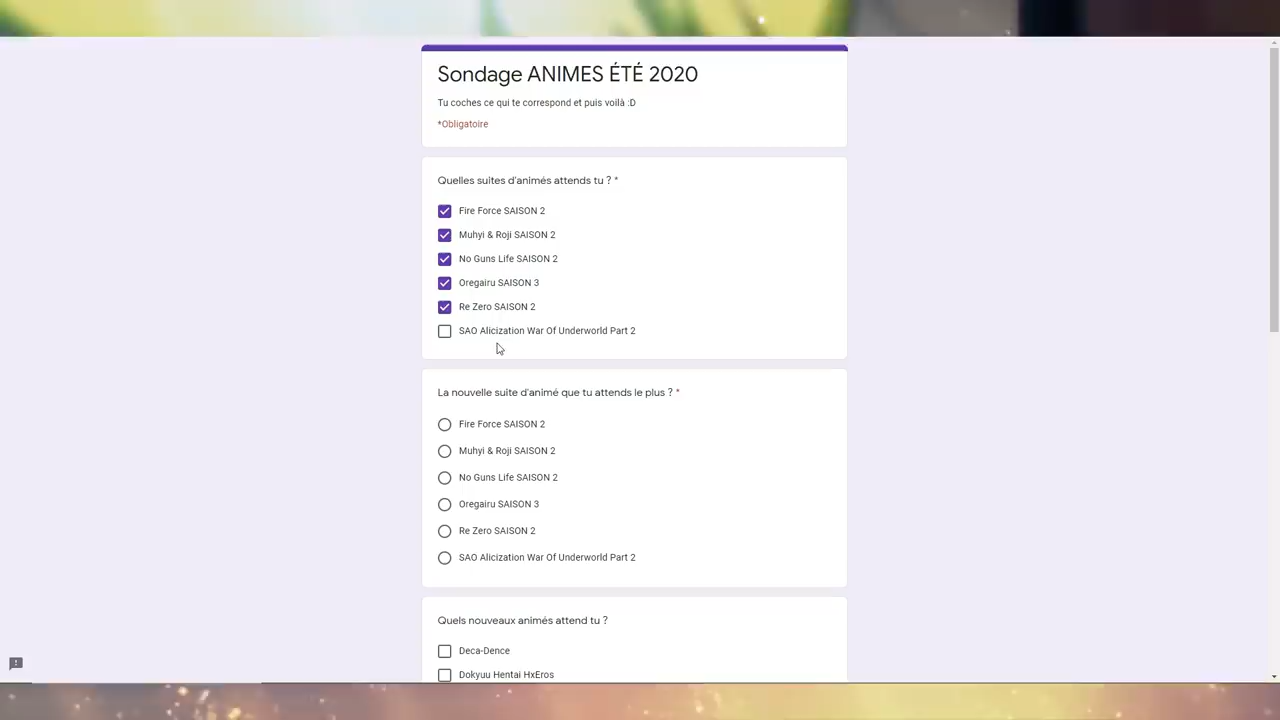 Sondage ANIMES ÉTÉ 2020
Tu coches ce qui te correspond et puis voilà :D
*Obligatoire
Quelles suites d'animés attends tu ? *
Fire Force SAISON 2
Muhyi & Roji SAISON 2
No Guns Life SAISON 2
Oregairu SAISON 3
Re Zero SAISON 2
SAO Alicization War Of Underworld Part 2
La nouvelle suite d'animé que tu attends le plus ? *
Fire Force SAISON 2
Muhyi & Roji SAISON 2
No Guns Life SAISON 2
Oregairu SAISON 3
Re Zero SAISON 2
SAO Alicization War Of Underworld Part 2
Quels nouveaux animés attend tu ?
Deca-Dence
Dokyuu Hentai HxEros